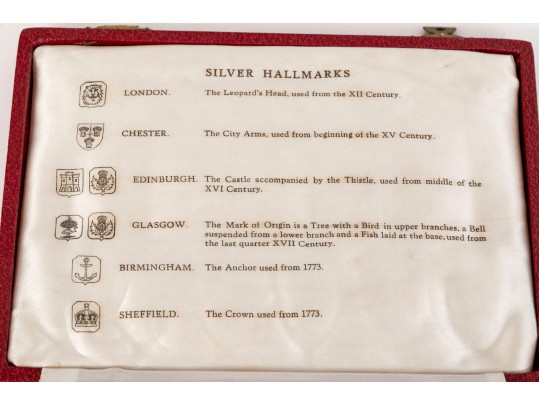 SILVER HALLMARKS
LONDON. The Leopard's Head, used from the XII Century.
CHESTER. The City Arms, used from beginning of the XV Century.
EDINBURGH. The Castle accompanied by the Thistle, used from middle of the
XVI Century.
GLASGOW. The Mark of Origin is a Tree with a Bird in upper branches, a Bell
suspended from a lower branch and a Fish laid at the base, used from
the last quarter XVII Century.
BIRMINGHAM. The Anchor used from 1773.
SHEFFIELD. The Crown used from 1773.